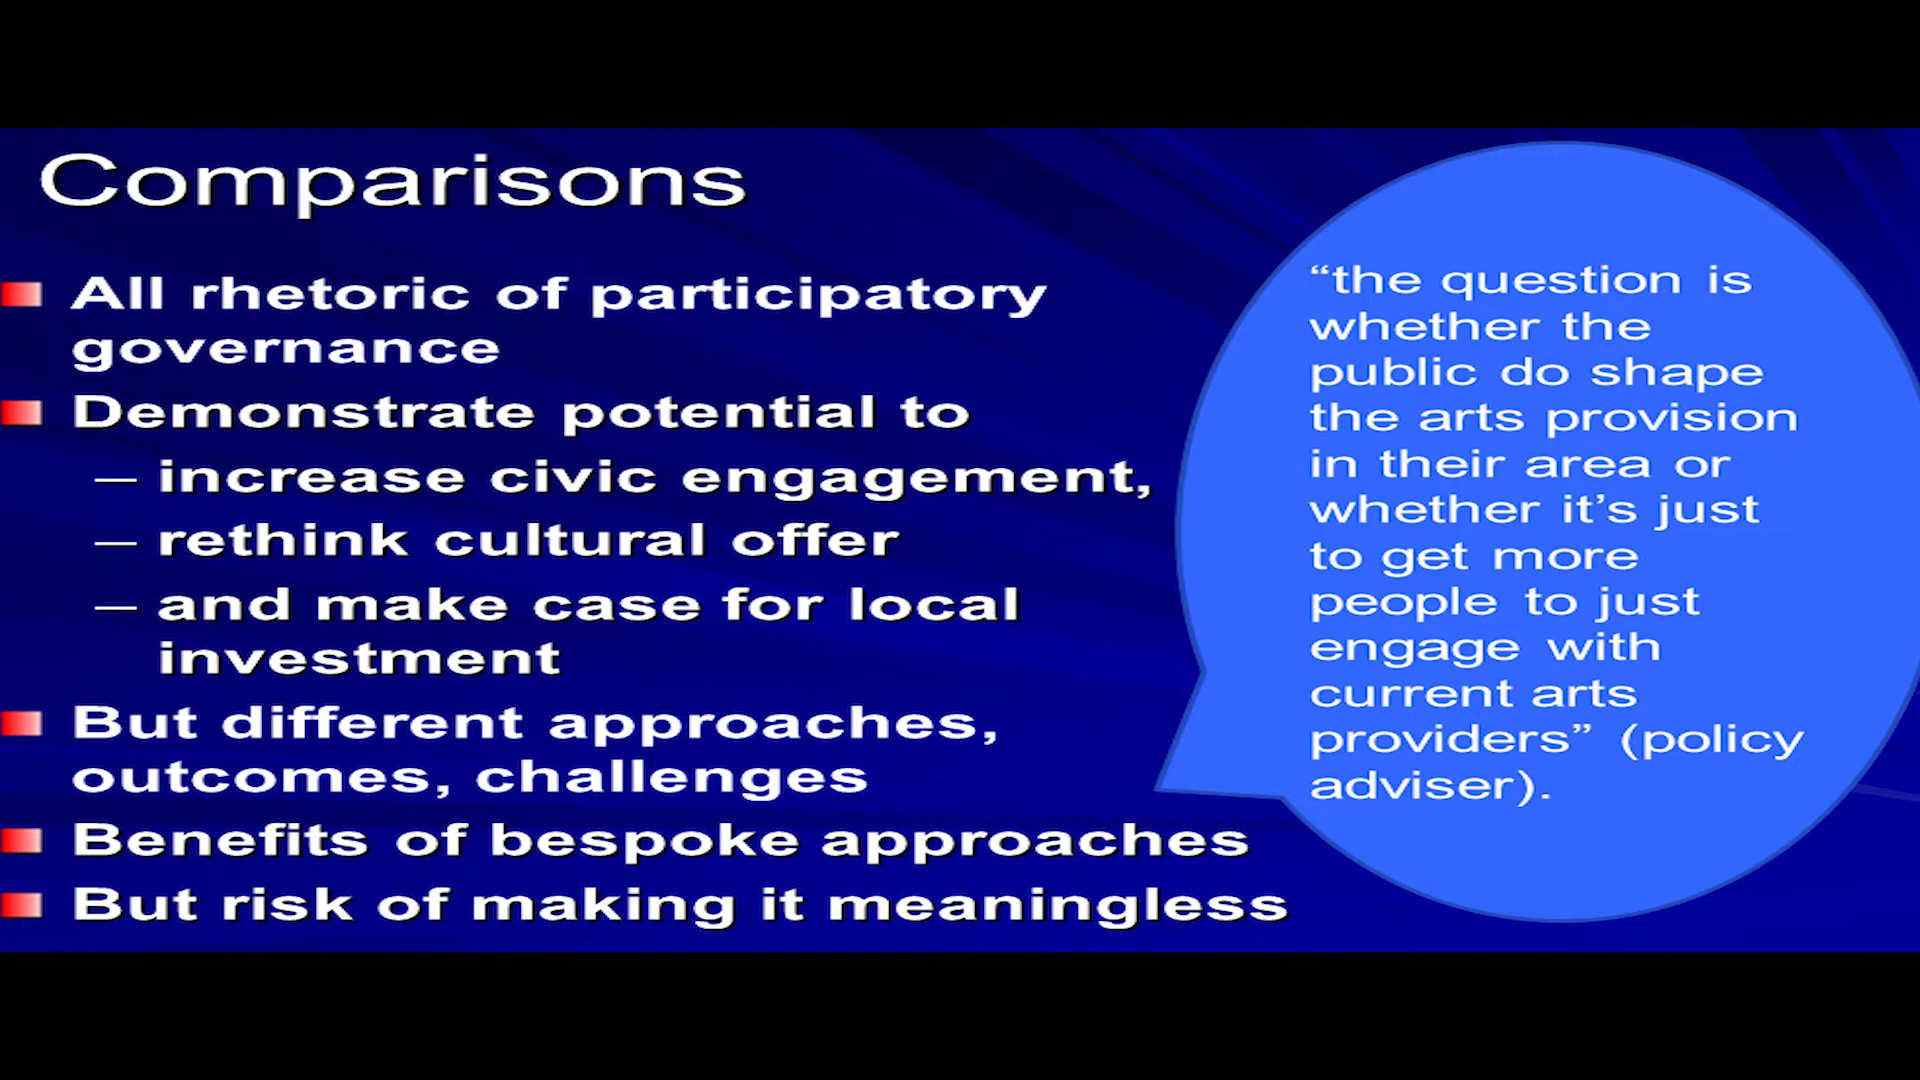 Comparisons
All rhetoric of participatory
governance
Demonstrate potential to
– increase civic engagement,
– rethink cultural offer
– and make case for local
investment
But different approaches,
outcomes, challenges
Benefits of bespoke approaches
But risk of making it meaningless
“the question is
whether the
public do shape
the arts provision
in their area or
whether it’s just
to get more
people to just
engage with
current arts
providers” (policy
adviser).